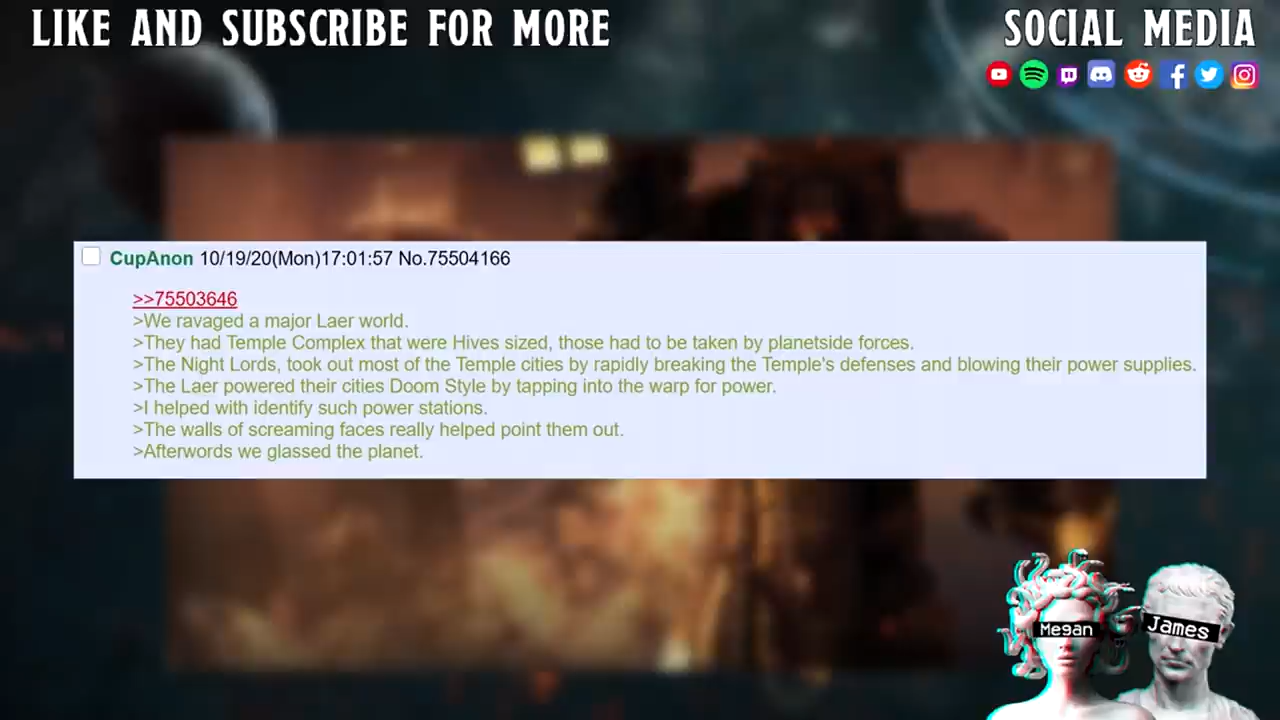 LIKE AND SUBSCRIBE FOR MORE
SOCIAL MEDIA
CupAnon 10/19/20(Mon)17:01:57 No.75504166
>>75503646
>We ravaged a major Laer world.
>They had Temple Complex that were Hives sized, those had to be taken by planetside forces.
>The Night Lords, took out most of the Temple cities by rapidly breaking the Temple's defenses and blowing their power supplies.
>The Laer powered their cities Doom Style by tapping into the warp for power.
>I helped with identify such power stations.
>The walls of screaming faces really helped point them out.
>Afterwords we glassed the planet.
Megan
James